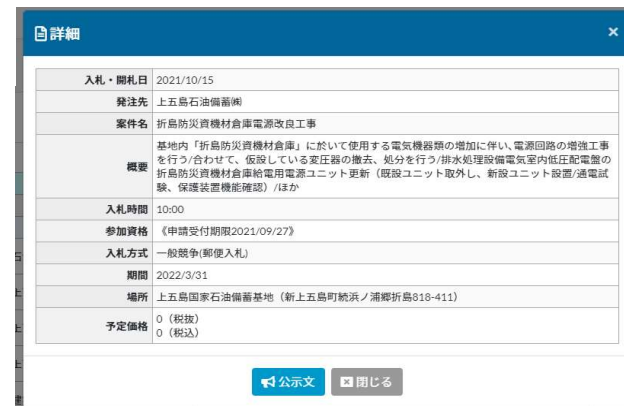 詳細 ×
入札・開札日 2021/10/15
発注先 上五島石油備蓄㈱
案件名 折島防災資機材倉庫電源改良工事
概要 基地内「折島防災資機材倉庫」に於いて使用する電気機器類の増加に伴い、電源回路の増強工事
を行う/合わせて、仮設している変圧器の撤去、処分を行う/排水処理設備電気室内低圧配電盤の
折島防災資機材倉庫給電用電源ユニット更新（既設ユニット取外し、新設ユニット設置/通電試
験、保護装置機能確認）/ほか
入札時間 10:00
参加資格 《申請受付期限2021/09/27》
入札方式 一般競争(郵便入札)
期間 2022/3/31
場所 上五島国家石油備蓄基地（新上五島町続浜ノ浦郷折島818-411）
予定価格 0（税抜）
0（税込）
公示文 閉じる